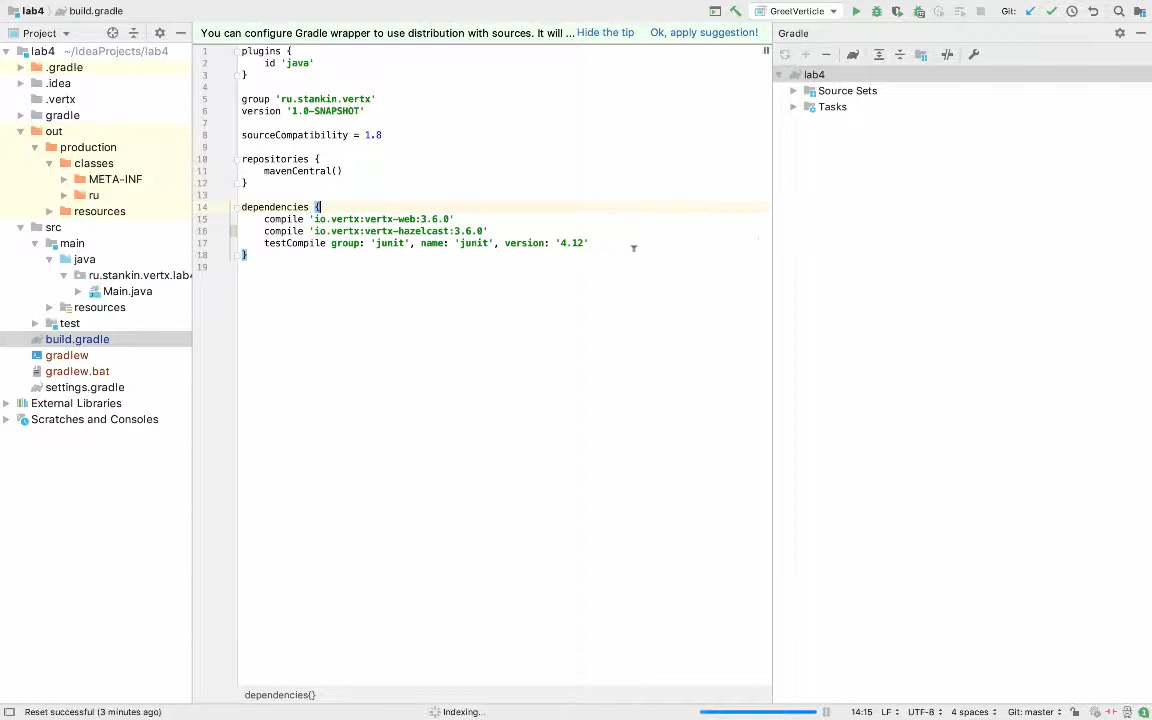 lab4
build.gradle
GreetVerticle
Git:
Project
You can configure Gradle wrapper to use distribution with sources. It will ...
Hide the tip
Ok, apply suggestion!
Gradle
lab4 ~/IdeaProjects/lab4
.gradle
.idea
.vertx
gradle
out
production
classes
META-INF
ru
resources
src
main
java
ru.stankin.vertx.lab4
Main.java
resources
test
build.gradle
gradlew
gradlew.bat
settings.gradle
External Libraries
Scratches and Consoles
1 plugins {
2 id 'java'
3 }
4
5 group 'ru.stankin.vertx'
6 version '1.0-SNAPSHOT'
7
8 sourceCompatibility = 1.8
9
10 repositories {
11 mavenCentral()
12 }
13
14 dependencies {
15 compile 'io.vertx:vertx-web:3.6.0'
16 compile 'io.vertx:vertx-hazelcast:3.6.0'
17 testCompile group: 'junit', name: 'junit', version: '4.12'
18 }
19
lab4
Source Sets
Tasks
dependencies{}
Reset successful (3 minutes ago)
Indexing...
14:15
LF
UTF-8
4 spaces
Git: master
1